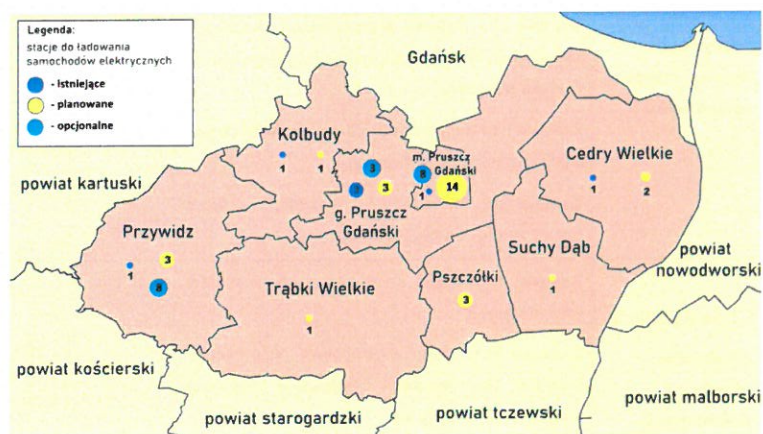 Legenda:
stacje do ładowania
samochodów elektrycznych
- istniejące
- planowane
- opcjonalne
Gdańsk
Kolbudy
1 1
m. Pruszcz
Gdański
8
14
1
3
3
g. Pruszcz
Gdański
Cedry Wielkie
1 2
powiat kartuski
Przywidz
3
1
8
Trąbki Wielkie
1
Pszczółki
3
Suchy Dąb
1
powiat
nowodworski
powiat kościerski
powiat starogardzki
powiat tczewski
powiat malborski